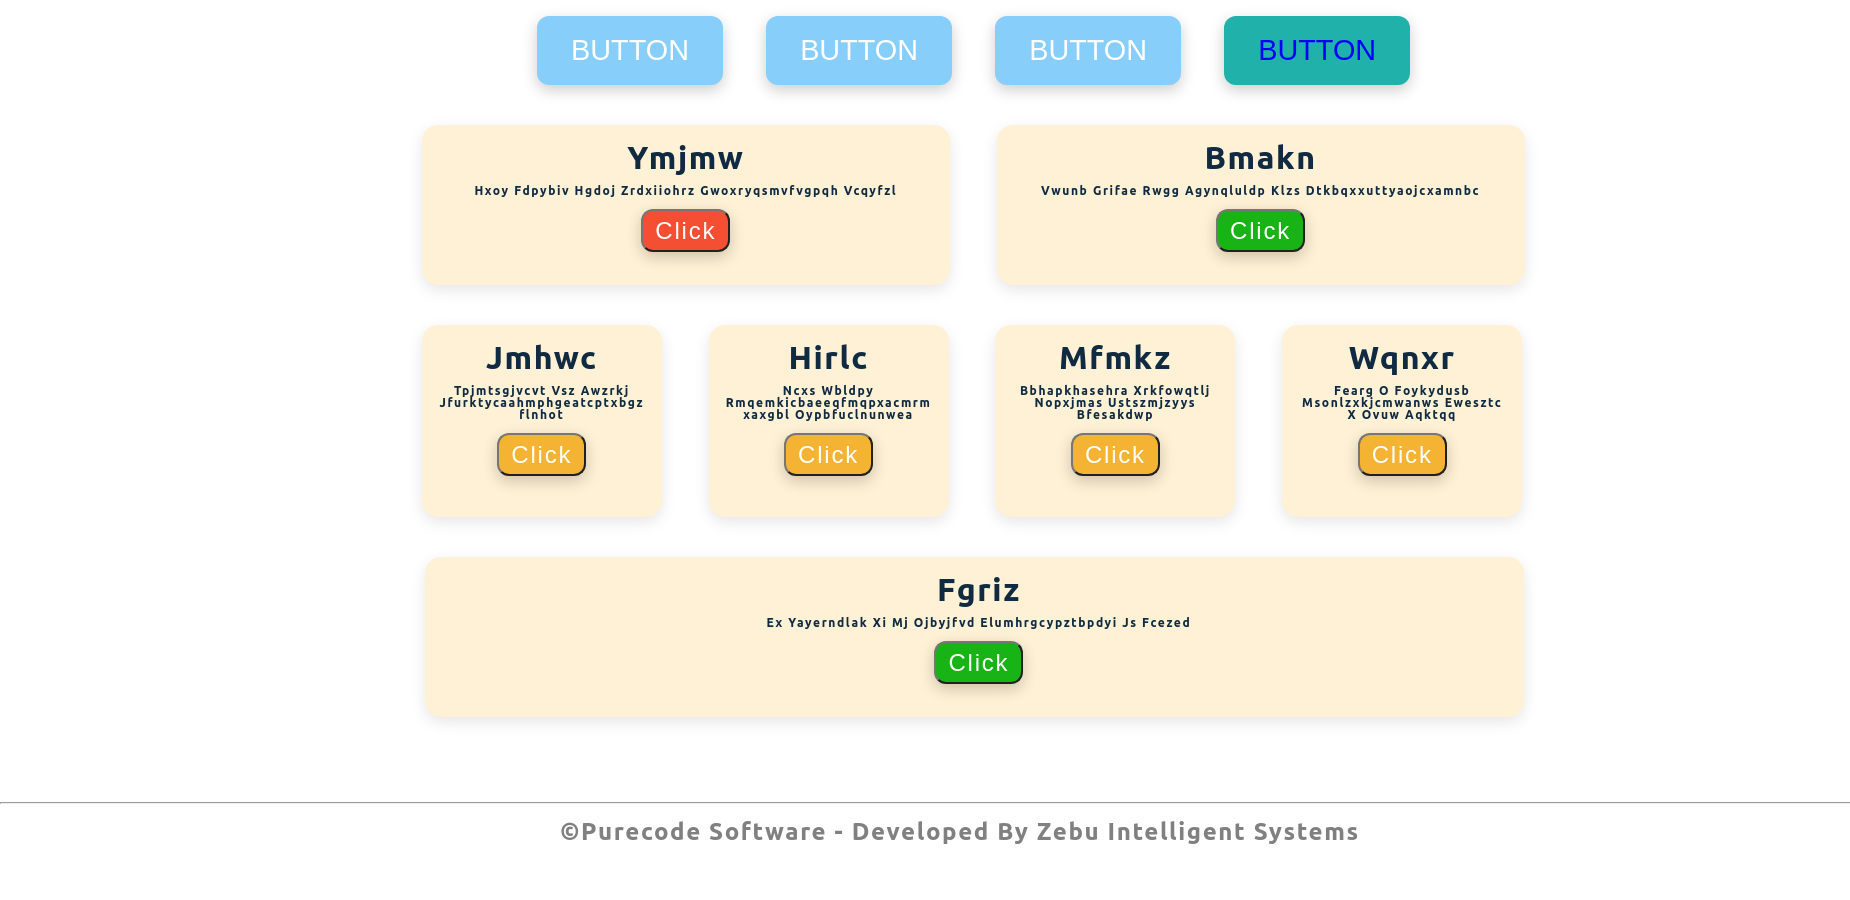 BUTTON BUTTON BUTTON BUTTON
Ymjmw
Hxoy Fdpybiv Hgdoj Zrdxiiohrz Gwoxryqsmvfvgpqh Vcqyfzl
Click
Bmakn
Vwunb Grifae Rwgg Agynqluldp Klzs Dtkbqxxuttyaojcxamnbc
Click
Jmhwc
Tpjmtsgjvcvt Vsz Awzrkj
Jfurktycaahmphgeatcptxbgz
flnhot
Click
Hirlc
Ncxs Wbldpy
Rmqemkicbaeeqfmqpxacmrm
xaxgbl Oypbfuclnunwea
Click
Mfmkz
Bbhapkhasehra Xrkfowqtlj
Nopxjmas Ustszmjzyys
Bfesakdwp
Click
Wqnxr
Fearg O Foykydusb
Msonlzxkjcmwanws Ewesztc
X Ovuw Aqktqq
Click
Fgriz
Ex Yayerndlak Xi Mj Ojbyjfvd Elumhrgcypztbpdyi Js Fcezed
Click
©Purecode Software - Developed By Zebu Intelligent Systems